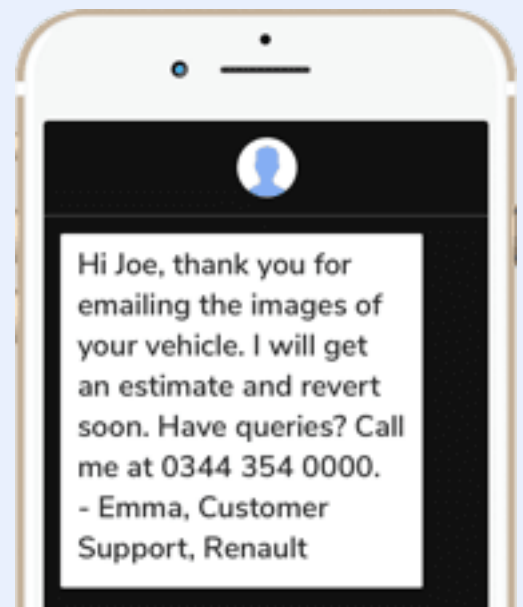 Hi Joe, thank you for
emailing the images of
your vehicle. I will get
an estimate and revert
soon. Have queries? Call
me at 0344 354 0000.
- Emma, Customer
Support, Renault